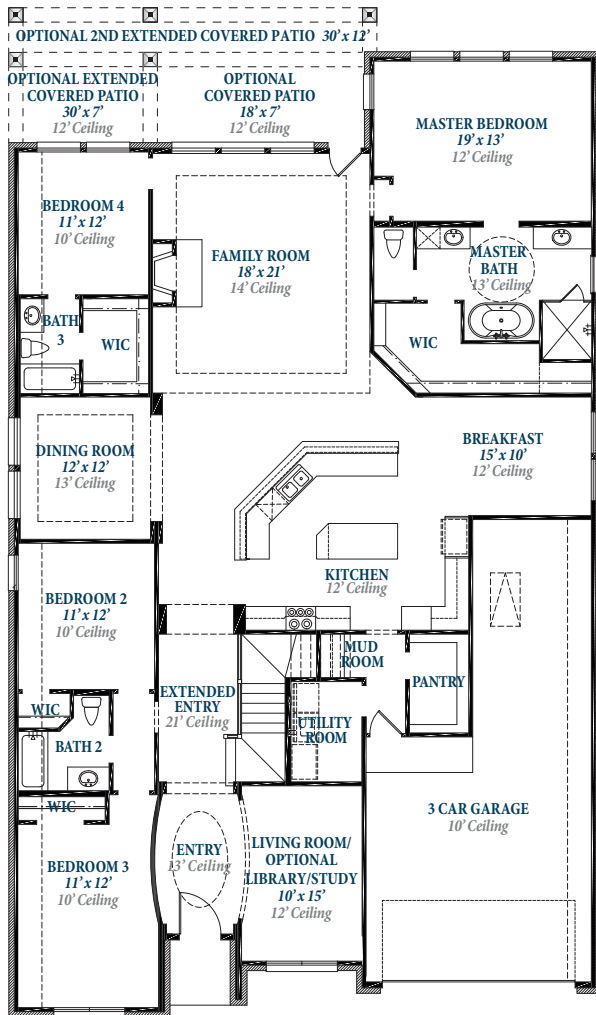 OPTIONAL 2ND EXTENDED COVERED PATIO 30' x 12'
OPTIONAL EXTENDED
COVERED PATIO
30' x 7'
12' Ceiling
OPTIONAL
COVERED PATIO
18' x 7'
12' Ceiling
MASTER BEDROOM
19' x 13'
12' Ceiling
BEDROOM 4
11' x 12'
10' Ceiling
FAMILY ROOM
18' x 21'
14' Ceiling
MASTER
BATH
13' Ceiling
BATH
3
WIC
WIC
DINING ROOM
12' x 12'
13' Ceiling
BREAKFAST
15' x 10'
12' Ceiling
KITCHEN
12' Ceiling
BEDROOM 2
11' x 12'
10' Ceiling
MUD
ROOM
PANTRY
EXTENDED
ENTRY
21' Ceiling
WIC
UTILITY
ROOM
BATH 2
WIC
3 CAR GARAGE
10' Ceiling
BEDROOM 3
11' x 12'
10' Ceiling
ENTRY
13' Ceiling
LIVING ROOM/
OPTIONAL
LIBRARY/STUDY
10' x 15'
12' Ceiling